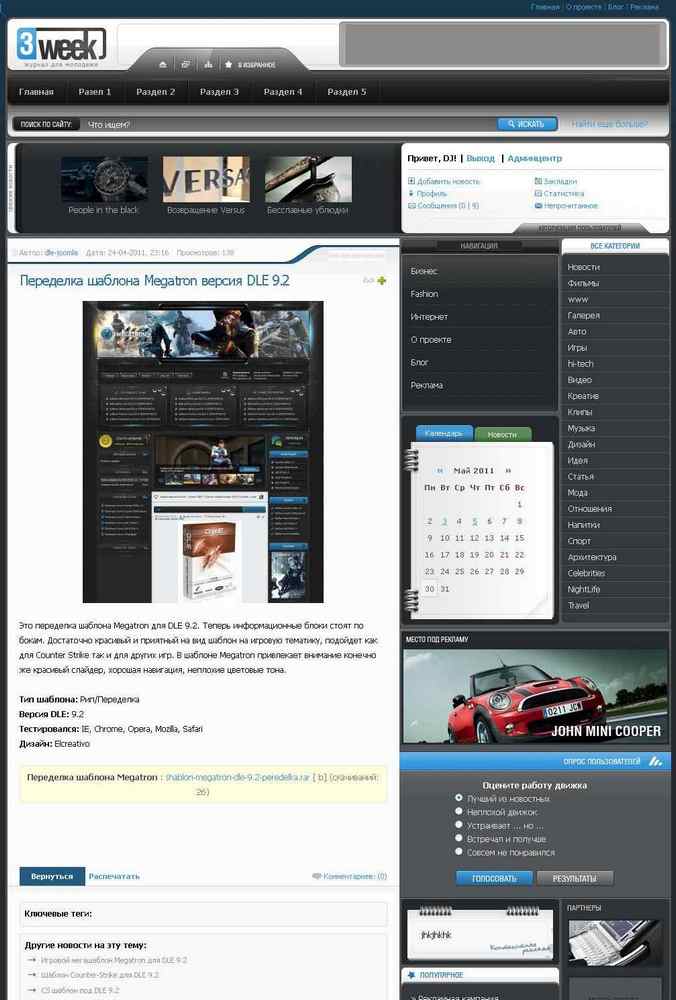 Главная | О проекте | Блог | Реклама
3week
журнал для молодежи
В ИЗБРАННОЕ
Главная
Разел 1
Раздел 2
Раздел 3
Раздел 4
Раздел 5
ПОИСК ПО САЙТУ:
Что ищем?
ИСКАТЬ
Найти еще больше?
People in the black
Возвращение Versus
Бесславные ублюдки
Привет, DJ! | Выход | Админцентр
Добавить новость
Закладки
Профиль
Статистика
Сообщения (0 | 9)
Непрочитанное
Автор: dle-joomla Дата: 24-04-2011, 23:16 Просмотров: 138
Переделка шаблона Megatron версия DLE 9.2
MEGATRON
Это переделка шаблона Megatron для DLE 9.2. Теперь информационные блоки стоят по
бокам. Достаточно красивый и приятный на вид шаблон на игровую тематику, подойдет как
для Counter Strike так и для других игр. В шаблоне Megatron привлекает внимание конечно
же красивый слайдер, хорошая навигация, неплохие цветовые тона.
Тип шаблона: Рип/Переделка
Версия DLE: 9.2
Тестировался: IE, Chrome, Opera, Mozilla, Safari
Дизайн: Elcreativo
Переделка шаблона Megatron : shablon-megatron-dle-9.2-peredelka.rar [ b] (скачиваний:
26)
Вернуться
Распечатать
Комментариев: (0)
Ключевые теги:
Другие новости на эту тему:
Игровой мегашаблон Megatron для DLE 9.2
Шаблон Counter-Strike для DLE 9.2
CS шаблон под DLE 9.2
НАВИГАЦИЯ
Бизнес
Fashion
Интернет
О проекте
Блог
Реклама
ВСЕ КАТЕГОРИИ
Новости
Фильмы
www
Галерея
Авто
Игры
hi-tech
Видео
Креатив
Клипы
Музыка
Дизайн
Идея
Статья
Мода
Отношения
Напитки
Спорт
Архитектура
Celebrities
NightLife
Travel
Календарь
Новости
« Май 2011 »
Пн Вт Ср Чт Пт Сб Вс
1
2 3 4 5 6 7 8
9 10 11 12 13 14 15
16 17 18 19 20 21 22
23 24 25 26 27 28 29
30 31
МЕСТО ПОД РЕКЛАМУ
0211 JCW
JOHN MINI COOPER
ОПРОС ПОЛЬЗОВАТЕЛЕЙ
Оцените работу движка
Лучший из новостных
Неплохой движок
Устраивает ... но ...
Встречал и получше
Совсем не понравился
ГОЛОСОВАТЬ
РЕЗУЛЬТАТЫ
jhkjhkhk
ПАРТНЕРЫ
ПОПУЛЯРНОЕ
» Рекламная кампания